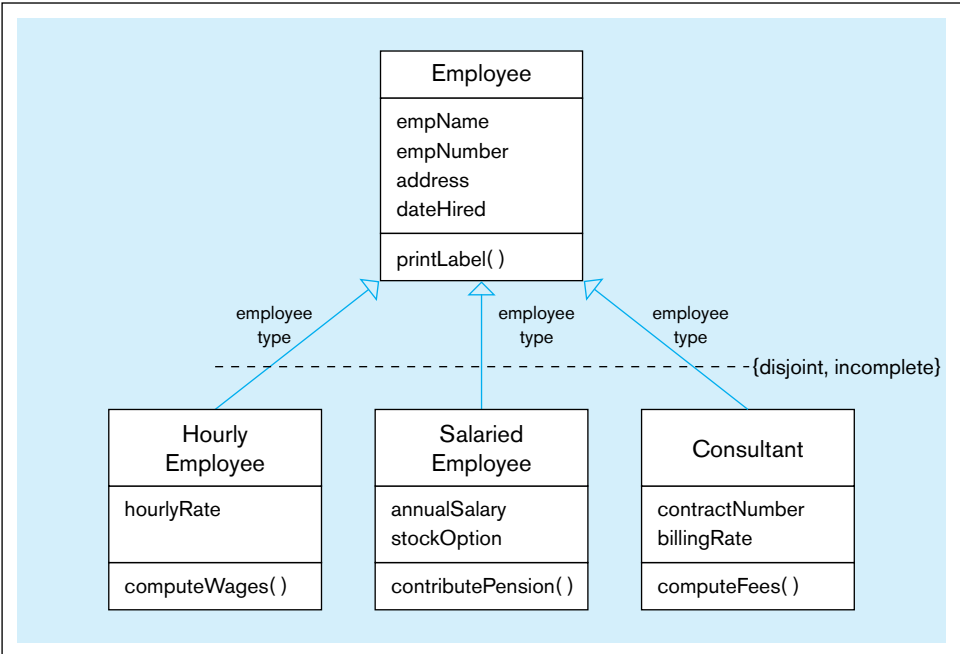 Employee
empName
empNumber
address
dateHired
printLabel( )
employee
type
employee
type
employee
type
{disjoint, incomplete}
Hourly
Employee
hourlyRate
computeWages( )
Salaried
Employee
annualSalary
stockOption
contributePension( )
Consultant
contractNumber
billingRate
computeFees( )